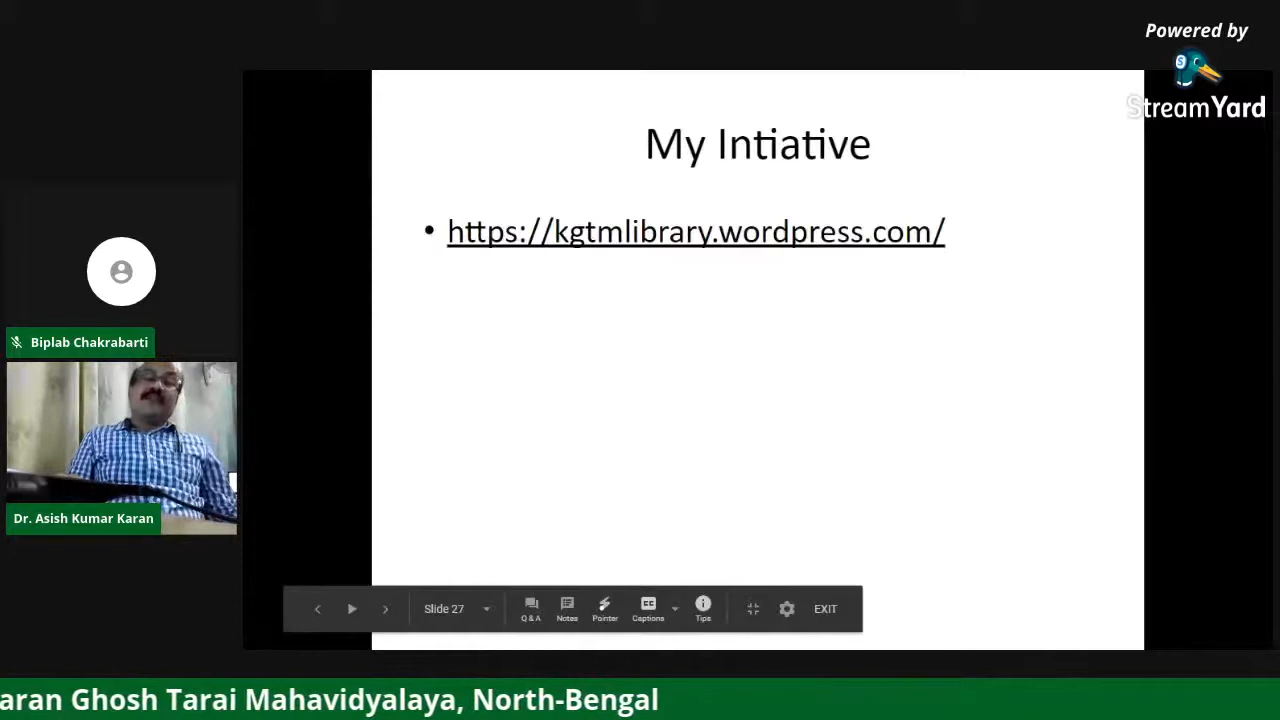 Powered by
StreamYard
My Intiative
• https://kgtmlibrary.wordpress.com/
Biplab Chakrabarti
Dr. Asish Kumar Karan
Slide 27
Q & A
Notes
Pointer
Captions
Tips
EXIT
aran Ghosh Tarai Mahavidyalaya, North-Bengal